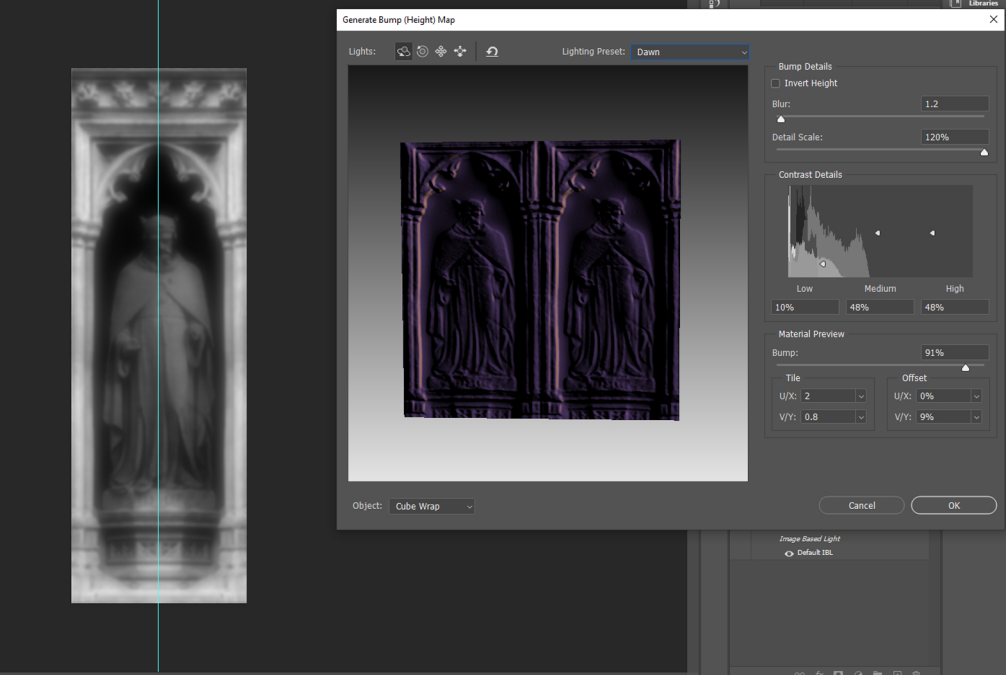 Libraries
Generate Bump (Height) Map
Lights:
Lighting Preset: Dawn
Bump Details
Invert Height
Blur: 1.2
Detail Scale: 120%
Contrast Details
Low Medium High
10% 48% 48%
Material Preview
Bump: 91%
Tile Offset
U/X: 2 U/X: 0%
V/Y: 0.8 V/Y: 9%
Object: Cube Wrap
Cancel OK
Image Based Light
Default IBL